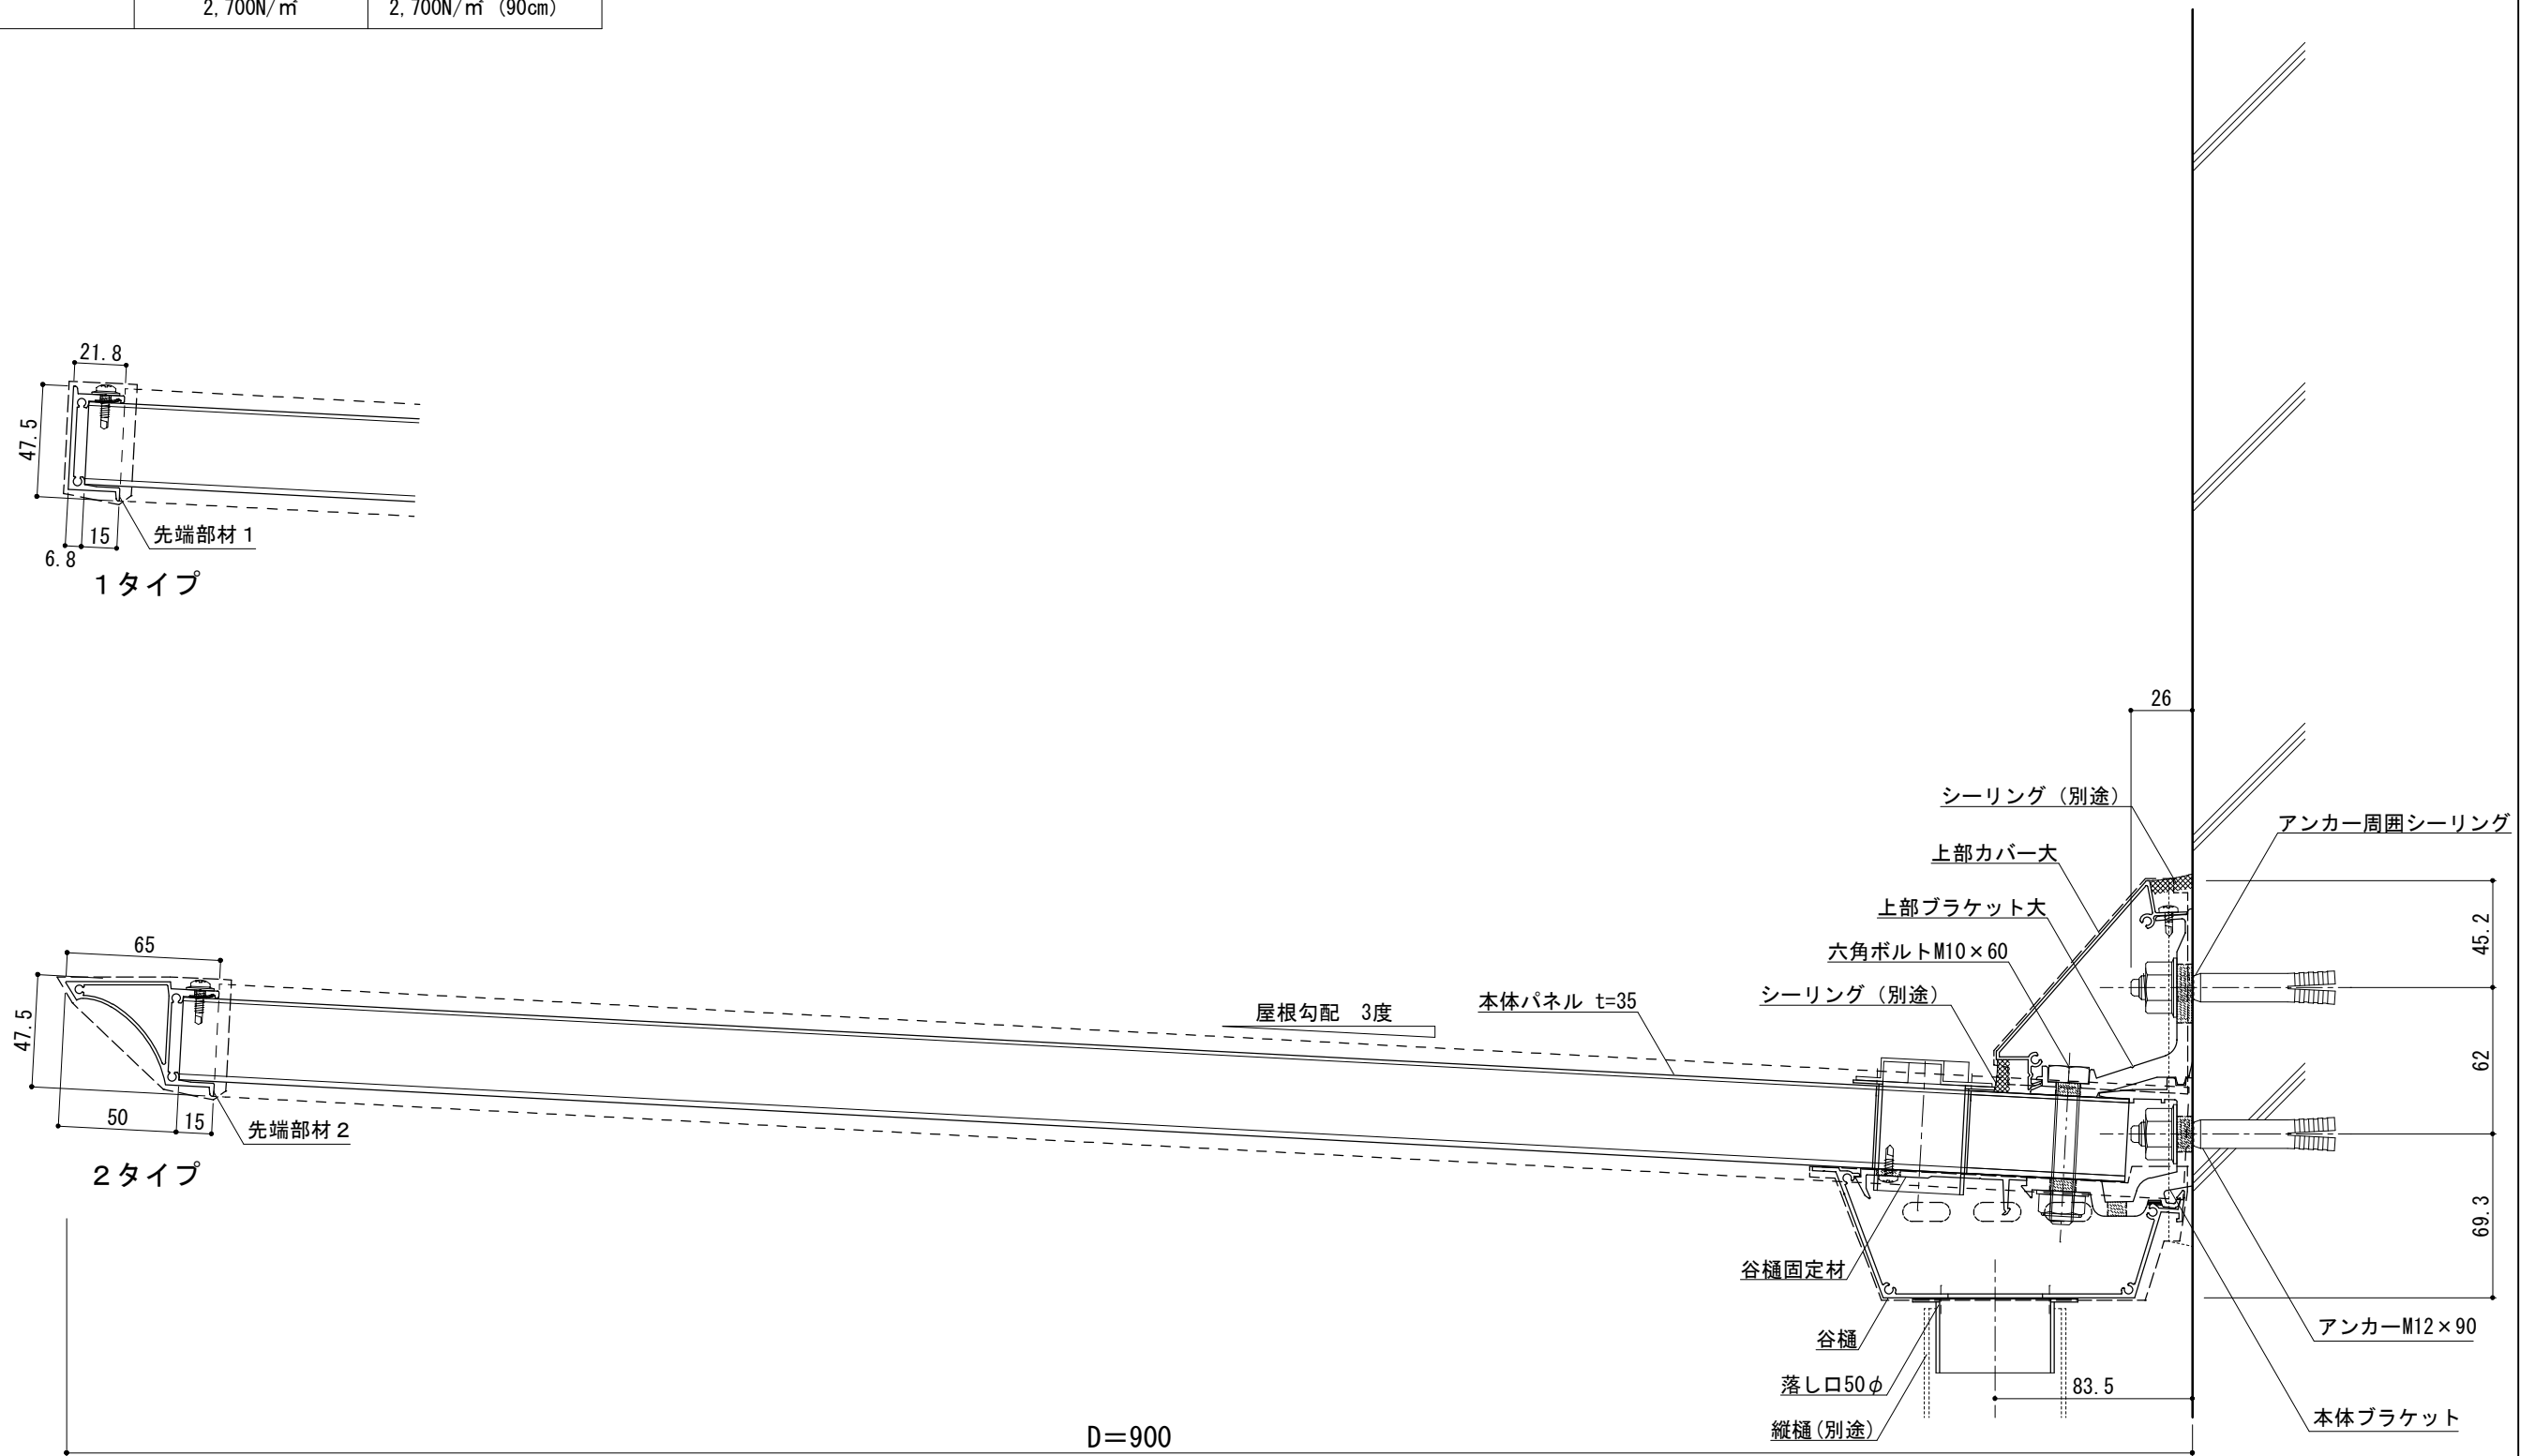 2,700N/㎡
2,700N/㎡ (90cm)
21.8
47.5
15
6.8
先端部材1
1タイプ
26
シーリング（別途）
アンカー周囲シーリング
上部カバー大
上部ブラケット大
45.2
六角ボルトM10×60
65
シーリング（別途）
本体パネル t=35
屋根勾配　3度
47.5
62
50
15
先端部材2
2タイプ
69.3
谷樋固定材
谷樋
アンカーM12×90
落し口50φ
83.5
本体ブラケット
縦樋(別途)
D＝900